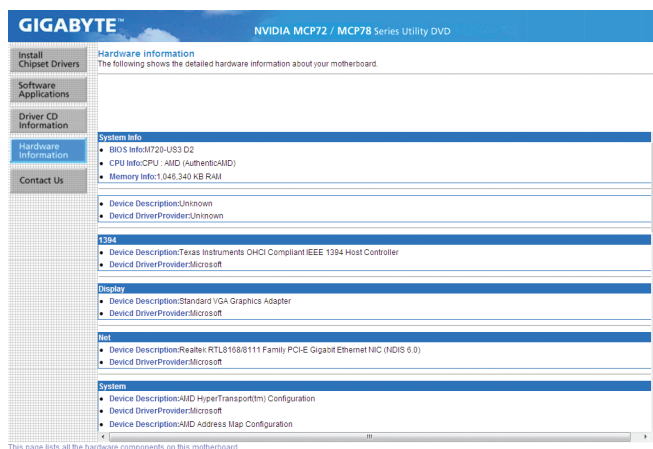 GIGABYTE™
NVIDIA MCP72 / MCP78 Series Utility DVD
Install
Chipset Drivers
Software
Applications
Driver CD
Information
Hardware
Information
Contact Us
Hardware information
The following shows the detailed hardware information about your motherboard.
System Info
• BIOS Info:M720-US3 D2
• CPU Info:CPU : AMD (AuthenticAMD)
• Memory Info:1,046,340 KB RAM
• Device Description:Unknown
• Devicd DriverProvider:Unknown
1394
• Device Description:Texas Instruments OHCI Compliant IEEE 1394 Host Controller
• Devicd DriverProvider:Microsoft
Display
• Device Description:Standard VGA Graphics Adapter
• Devicd DriverProvider:Microsoft
Net
• Device Description:Realtek RTL8168/8111 Family PCI-E Gigabit Ethernet NIC (NDIS 6.0)
• Devicd DriverProvider:Microsoft
System
• Device Description:AMD HyperTransport(tm) Configuration
• Devicd DriverProvider:Microsoft
• Device Description:AMD Address Map Configuration
This page lists all the hardware components on this motherboard